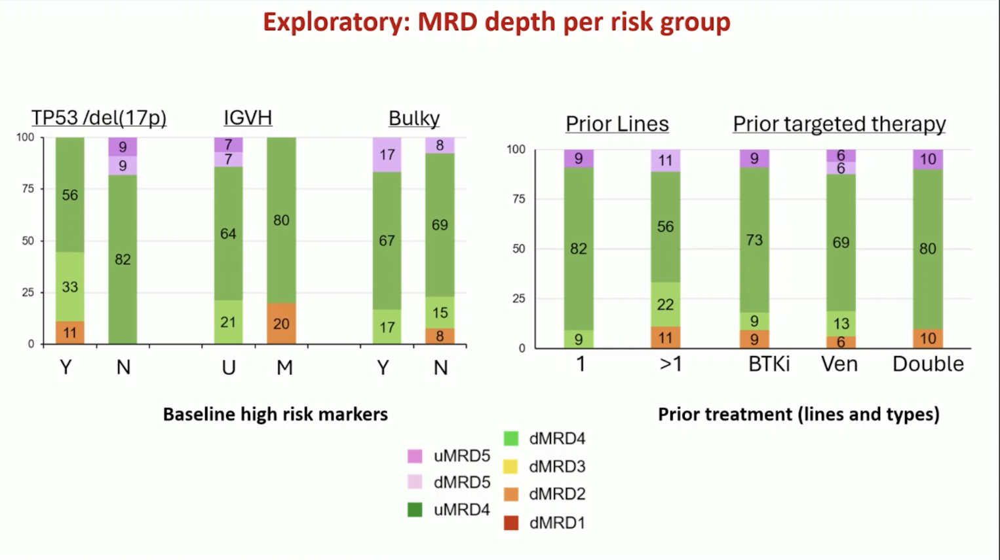 Exploratory: MRD depth per risk group
TP53 /del(17p)
IGVH
Bulky
100
75
50
25
0
56
33
11
9
9
82
7
7
64
21
80
20
17
67
17
8
69
15
8
Y
N
U
M
Y
N
Baseline high risk markers
Prior Lines
Prior targeted therapy
100
75
50
25
0
9
82
9
11
56
22
11
9
73
9
9
6
6
69
13
6
10
80
10
1
>1
BTKi
Ven
Double
Prior treatment (lines and types)
uMRD5
dMRD5
uMRD4
dMRD4
dMRD3
dMRD2
dMRD1